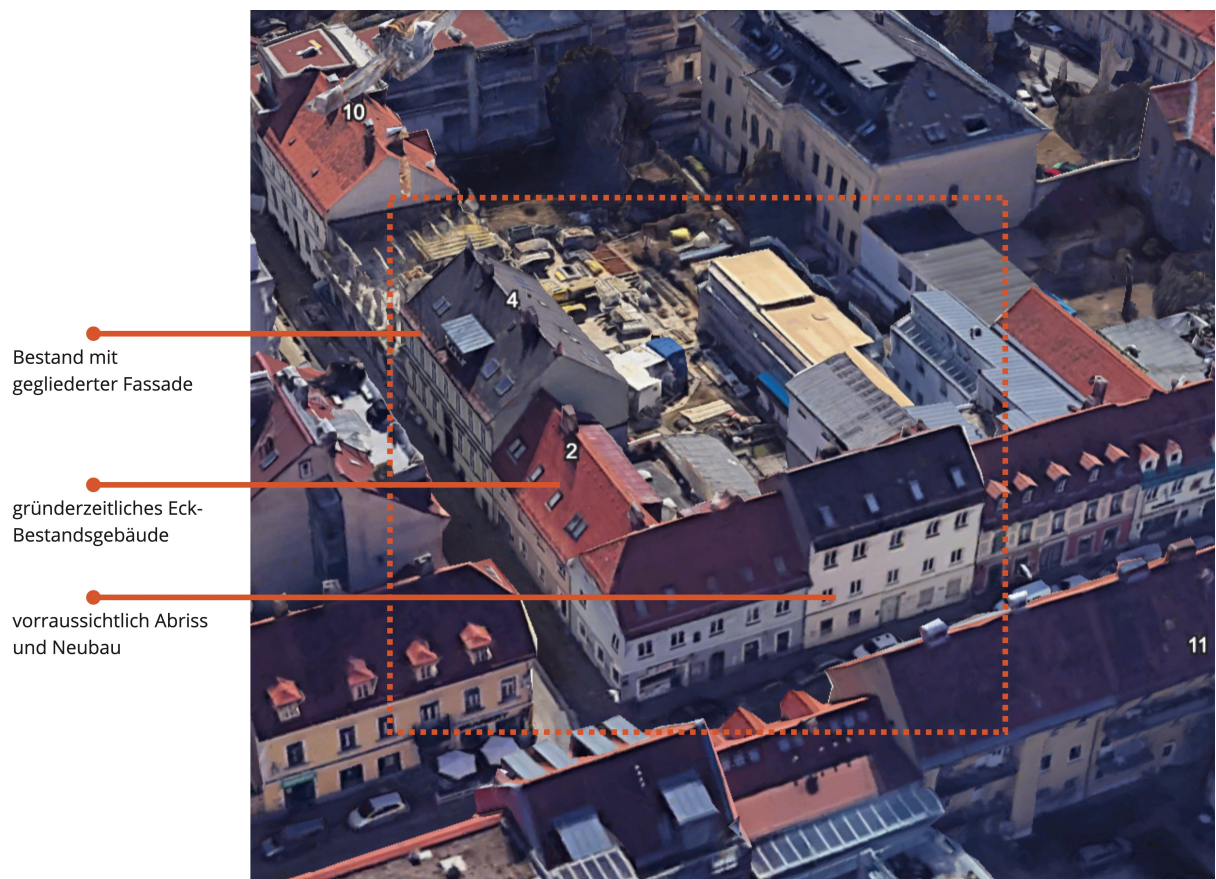 10
4
Bestand mit
gegliederter Fassade
2
gründerzeitliches Eck-
Bestandsgebäude
vorraussichtlich Abriss
und Neubau
11